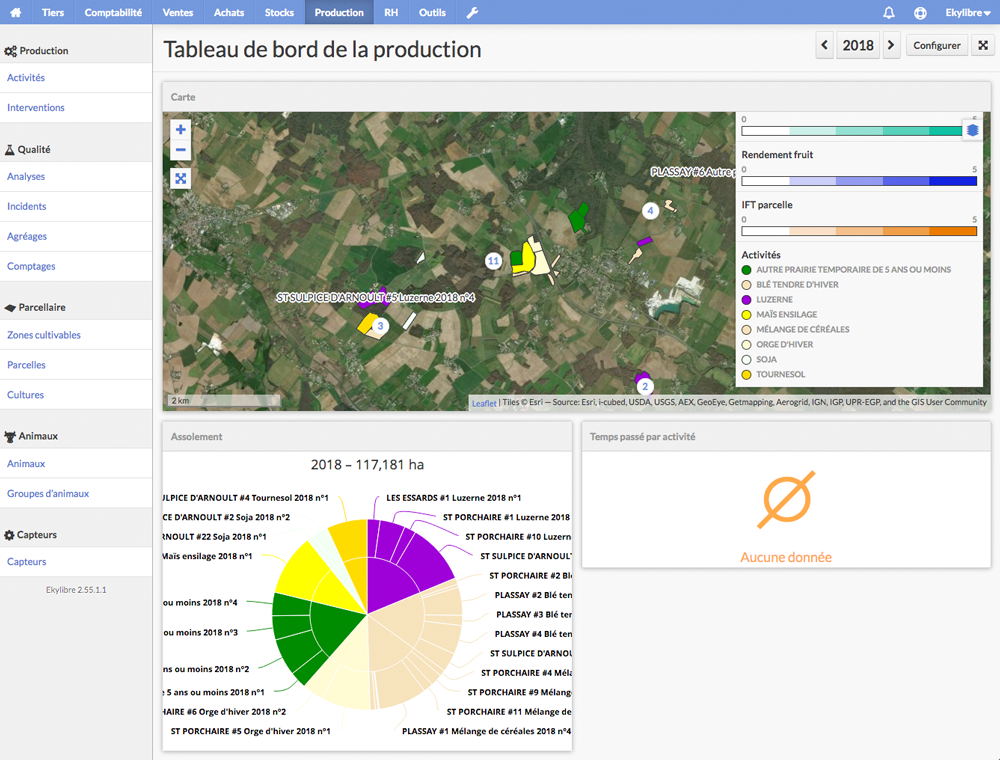 Tiers Comptabilité Ventes Achats Stocks Production RH Outils Ekylibre
Production
Activités
Interventions
Qualité
Analyses
Incidents
Agréages
Comptages
Parcellaire
Zones cultivables
Parcelles
Cultures
Animaux
Animaux
Groupes d'animaux
Capteurs
Capteurs
Ekylibre 2.55.1.1
Tableau de bord de la production
2018
Configurer
Carte
PLASSAY #6 Autre
4
11
ST SULPICE D'ARNOULT #5 Luzerne 2018 n°4
3
2
2 km
0 5
Rendement fruit
0 5
IFT parcelle
0 5
Activités
AUTRE PRAIRIE TEMPORAIRE DE 5 ANS OU MOINS
BLÉ TENDRE D'HIVER
LUZERNE
MAÏS ENSILAGE
MÉLANGE DE CÉRÉALES
ORGE D'HIVER
SOJA
TOURNESOL
Leaflet | Tiles © Esri — Source: Esri, i-cubed, USDA, USGS, AEX, GeoEye, Getmapping, Aerogrid, IGN, IGP, UPR-EGP, and the GIS User Community
Assolement
2018 – 117,181 ha
ULPICE D'ARNOULT #4 Tournesol 2018 n°1
CE D'ARNOULT #2 Soja 2018 n°2
RNOULT #22 Soja 2018 n°1
Maïs ensilage 2018 n°1
ou moins 2018 n°4
ou moins 2018 n°3
ns ou moins 2018 n°2
e 5 ans ou moins 2018 n°1
HAIRE #6 Orge d'hiver 2018 n°2
ST PORCHAIRE #5 Orge d'hiver 2018 n°1
LES ESSARDS #1 Luzerne 2018 n°1
ST PORCHAIRE #1 Luzerne 2018
ST PORCHAIRE #10 Luzern
ST SULPICE D'ARNOULT
ST PORCHAIRE #2 Bl
PLASSAY #2 Blé ten
PLASSAY #3 Blé ten
PLASSAY #4 Blé ten
ST SULPICE D'ARNOU
ST PORCHAIRE #4 Méla
ST PORCHAIRE #9 Mélang
ST PORCHAIRE #11 Mélange de
PLASSAY #1 Mélange de céréales 2018 n°4
Temps passé par activité
Aucune donnée